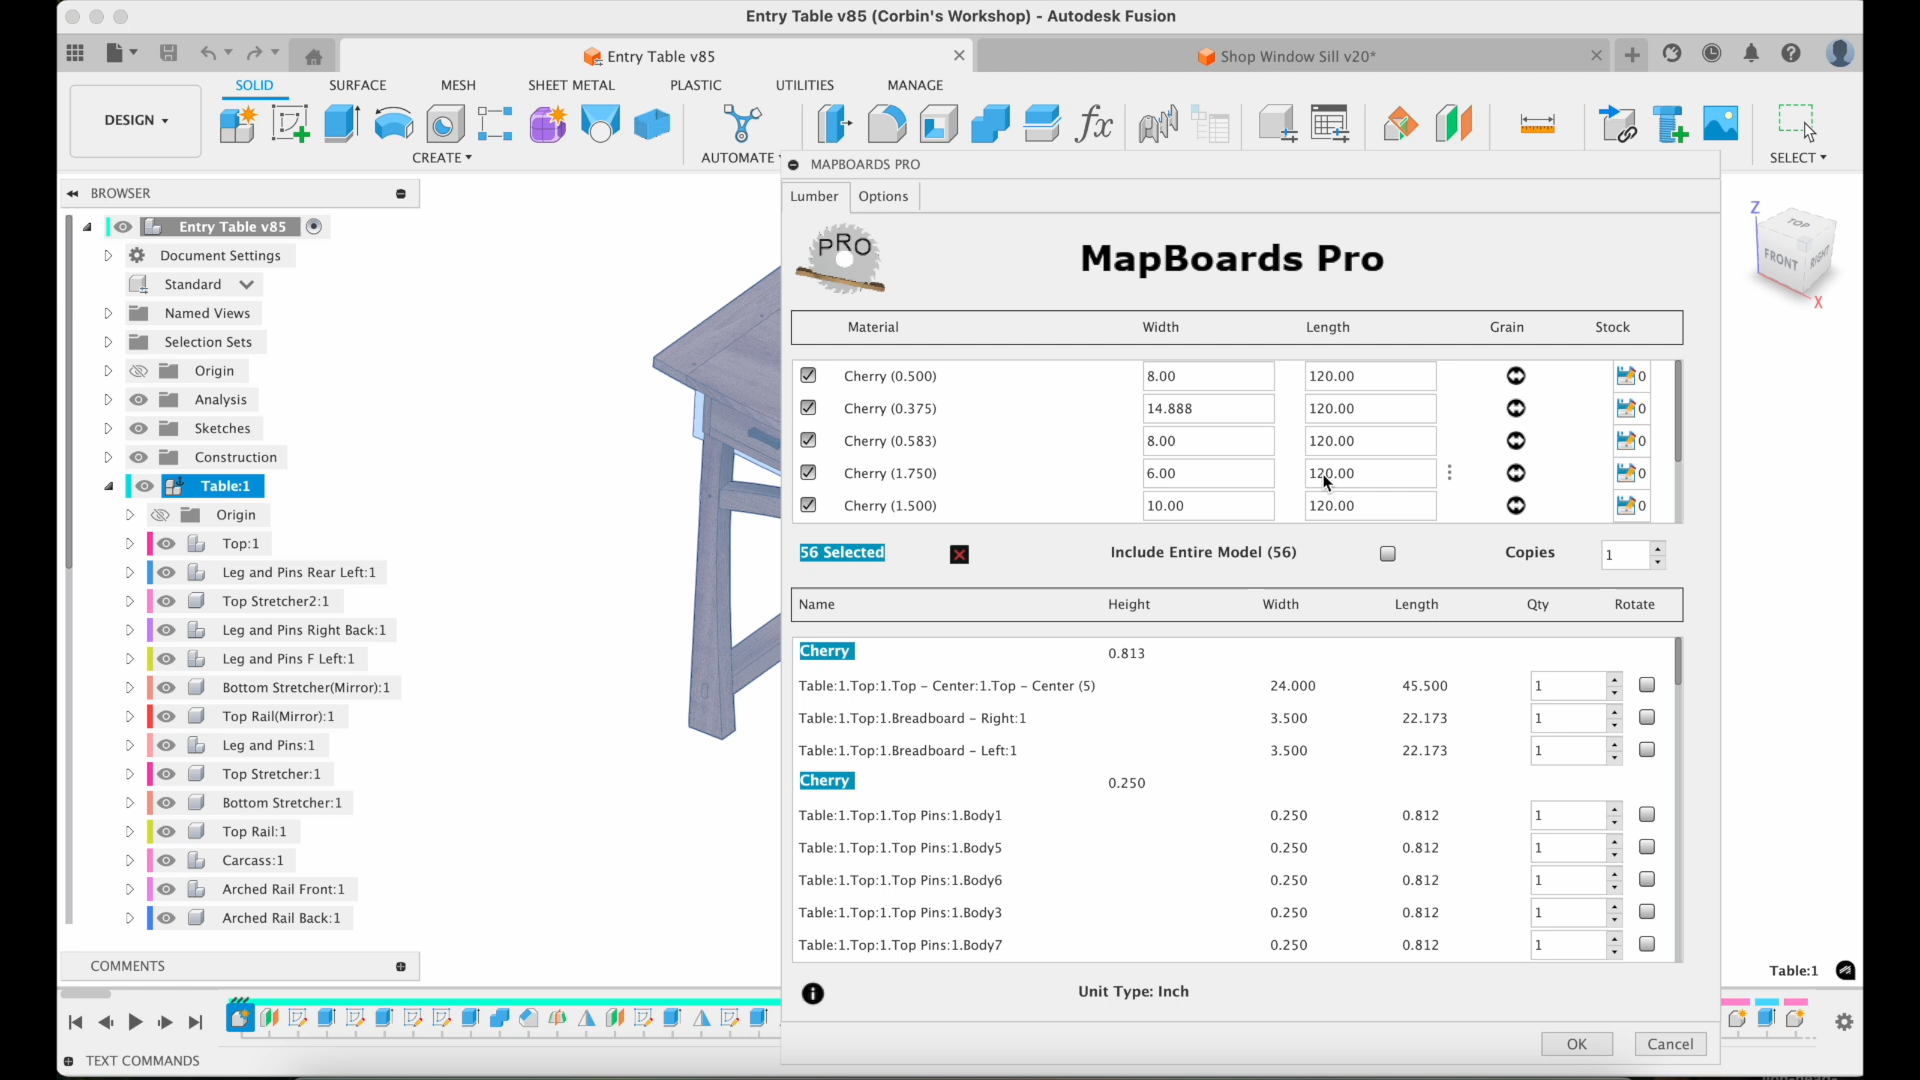 Entry Table v85 (Corbin's Workshop) - Autodesk Fusion
Entry Table v85
Shop Window Sill v20*
DESIGN
SOLID
SURFACE
MESH
SHEET METAL
PLASTIC
UTILITIES
MANAGE
fx
CREATE
AUTOMATE
SELECT
BROWSER
Entry Table v85
Document Settings
Standard
Named Views
Selection Sets
Origin
Analysis
Sketches
Construction
Table:1
Origin
Top:1
Leg and Pins Rear Left:1
Top Stretcher2:1
Leg and Pins Right Back:1
Leg and Pins F Left:1
Bottom Stretcher(Mirror):1
Top Rail(Mirror):1
Leg and Pins:1
Top Stretcher:1
Bottom Stretcher:1
Top Rail:1
Carcass:1
Arched Rail Front:1
Arched Rail Back:1
COMMENTS
TEXT COMMANDS
MAPBOARDS PRO
Lumber
Options
PRO
MapBoards Pro
Material Width Length Grain Stock
Cherry (0.500) 8.00 120.00 0
Cherry (0.375) 14.888 120.00 0
Cherry (0.583) 8.00 120.00 0
Cherry (1.750) 6.00 120.00 0
Cherry (1.500) 10.00 120.00 0
56 Selected
Include Entire Model (56)
Copies
1
Name Height Width Length Qty Rotate
Cherry 0.813
Table:1.Top:1.Top – Center:1.Top – Center (5) 24.000 45.500 1
Table:1.Top:1.Breadboard – Right:1 3.500 22.173 1
Table:1.Top:1.Breadboard – Left:1 3.500 22.173 1
Cherry 0.250
Table:1.Top:1.Top Pins:1.Body1 0.250 0.812 1
Table:1.Top:1.Top Pins:1.Body5 0.250 0.812 1
Table:1.Top:1.Top Pins:1.Body6 0.250 0.812 1
Table:1.Top:1.Top Pins:1.Body3 0.250 0.812 1
Table:1.Top:1.Top Pins:1.Body7 0.250 0.812 1
Unit Type: Inch
OK
Cancel
Z
TOP
FRONT
RIGHT
X
Table:1